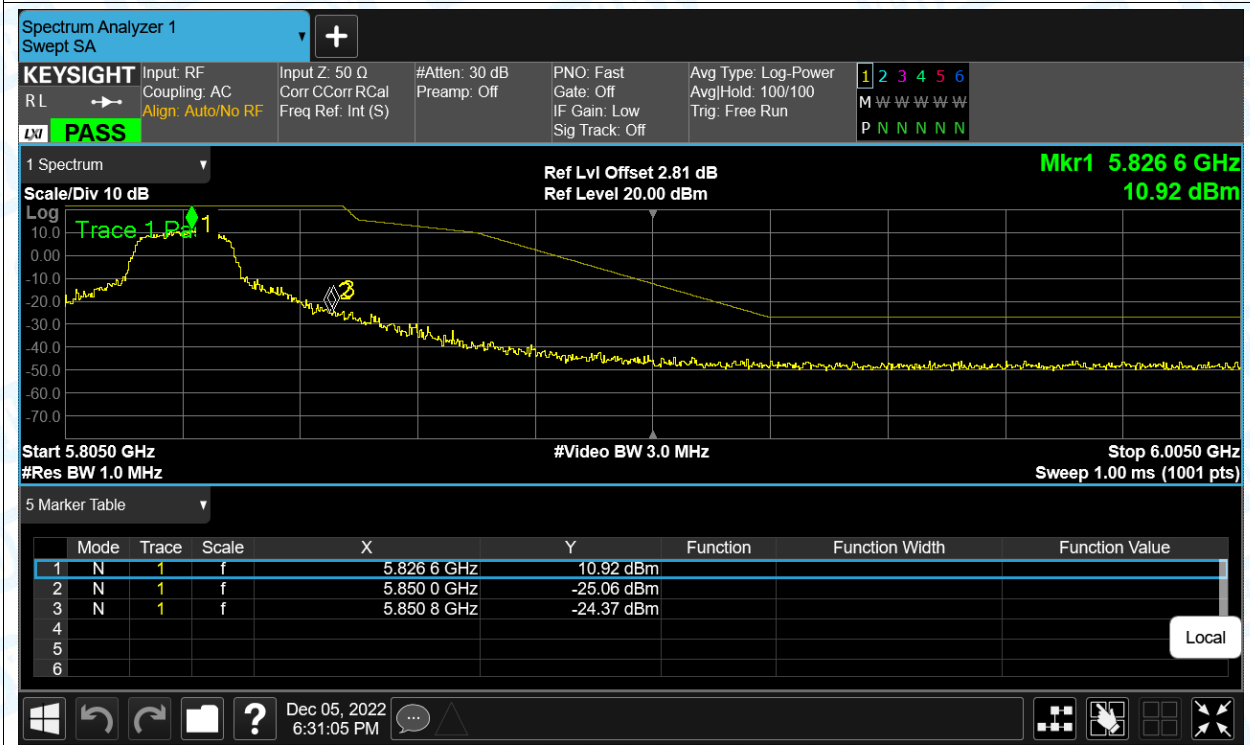 Spectrum Analyzer 1
Swept SA
KEYSIGHT
R L
LXI PASS
Input: RF
Coupling: AC
Align: Auto/No RF
Input Z: 50 Ω
Corr CCorr RCal
Freq Ref: Int (S)
#Atten: 30 dB
Preamp: Off
PNO: Fast
Gate: Off
IF Gain: Low
Sig Track: Off
Avg Type: Log-Power
Avg|Hold: 100/100
Trig: Free Run
1 2 3 4 5 6
M W W W W W
P N N N N N
1 Spectrum
Scale/Div 10 dB
Ref Lvl Offset 2.81 dB
Ref Level 20.00 dBm
Mkr1 5.826 6 GHz
10.92 dBm
Log
Trace 1 Pa
1
10.0
0.00
-10.0
-20.0
-30.0
-40.0
-50.0
-60.0
-70.0
Start 5.8050 GHz
#Res BW 1.0 MHz
#Video BW 3.0 MHz
Stop 6.0050 GHz
Sweep 1.00 ms (1001 pts)
5 Marker Table
Mode Trace Scale X Y Function Function Width Function Value
1 N 1 f 5.826 6 GHz 10.92 dBm
2 N 1 f 5.850 0 GHz -25.06 dBm
3 N 1 f 5.850 8 GHz -24.37 dBm
4
5
6
Local
?
Dec 05, 2022
6:31:05 PM